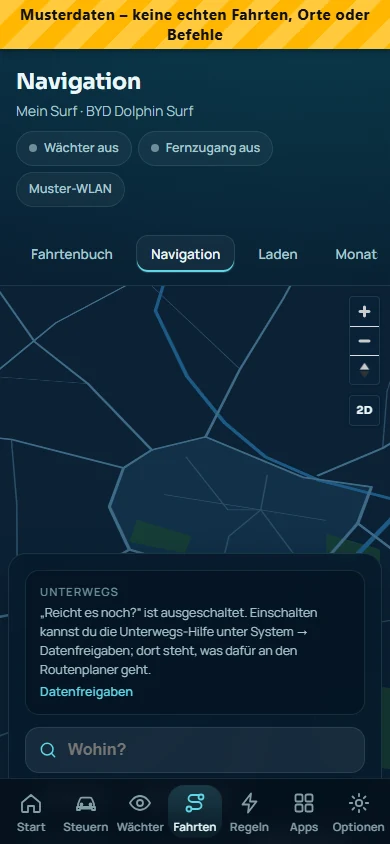 Musterdaten – keine echten Fahrten, Orte oder
Befehle
Navigation
Mein Surf · BYD Dolphin Surf
Wächter aus
Fernzugang aus
Muster-WLAN
Fahrtenbuch
Navigation
Laden
Monat
2D
UNTERWEGS
„Reicht es noch?“ ist ausgeschaltet. Einschalten
kannst du die Unterwegs-Hilfe unter System →
Datenfreigaben; dort steht, was dafür an den
Routenplaner geht.
Datenfreigaben
Wohin?
Start
Steuern
Wächter
Fahrten
Regeln
Apps
Optionen